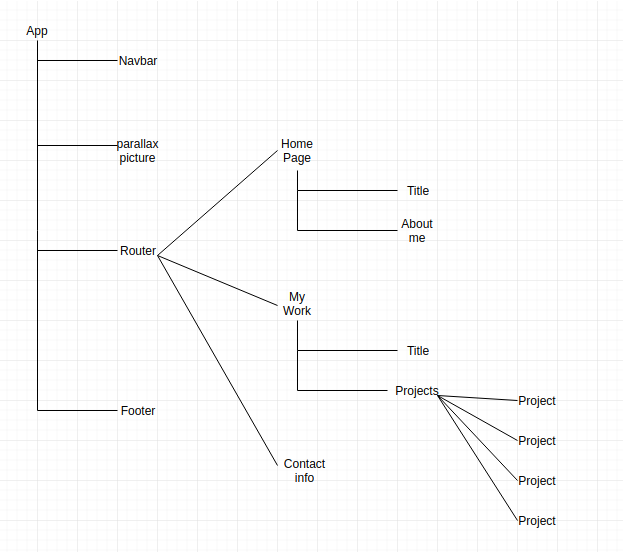 App
Navbar
parallax
picture
Router
Footer
Home
Page
Title
About
me
My
Work
Title
Projects
Project
Project
Project
Project
Contact
info